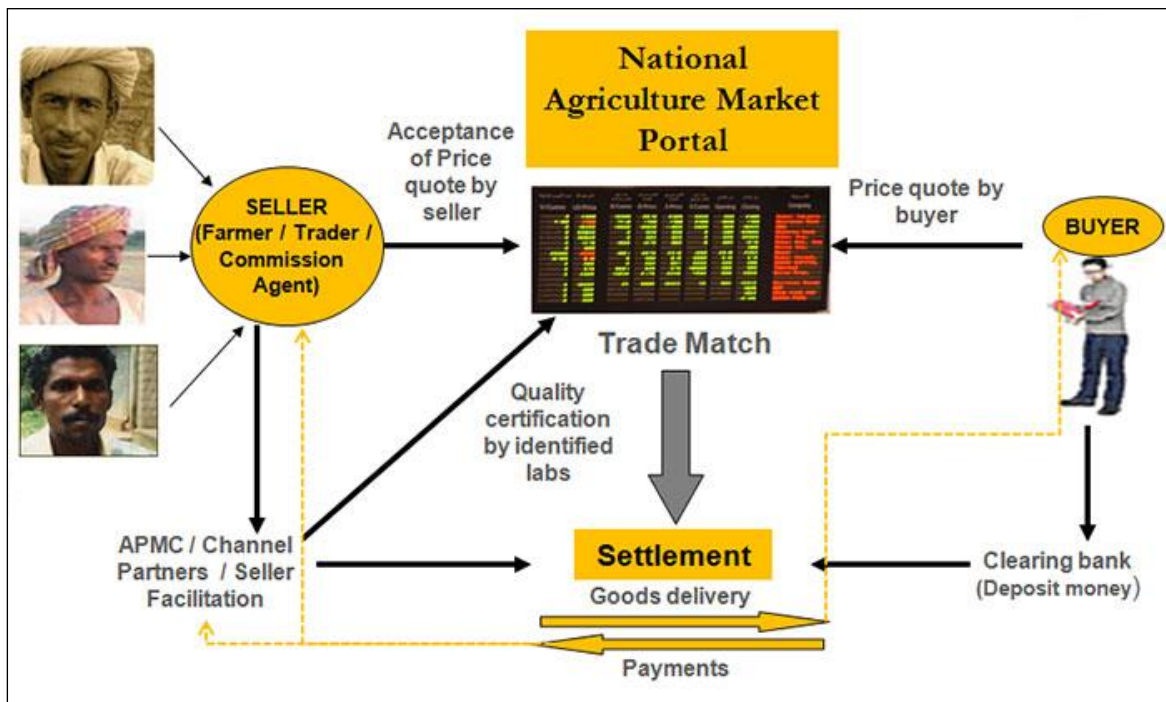 National
Agriculture Market
Portal
Acceptance
of Price
quote by
seller
SELLER
(Farmer / Trader /
Commission
Agent)
Price quote by
buyer
BUYER
Trade Match
Quality
certification
by identified
labs
APMC / Channel
Partners / Seller
Facilitation
Settlement
Goods delivery
Payments
Clearing bank
(Deposit money)